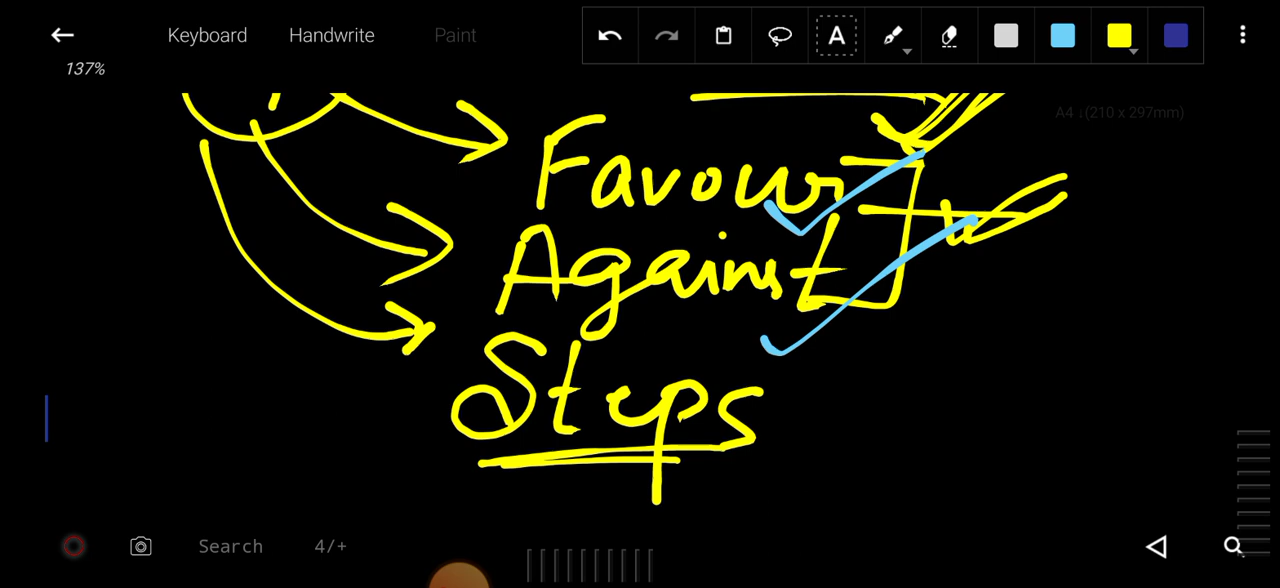 Keyboard Handwrite Paint A
137%
A4 ↓(210 x 297mm)
Favour
Against
Steps
Search 4/+